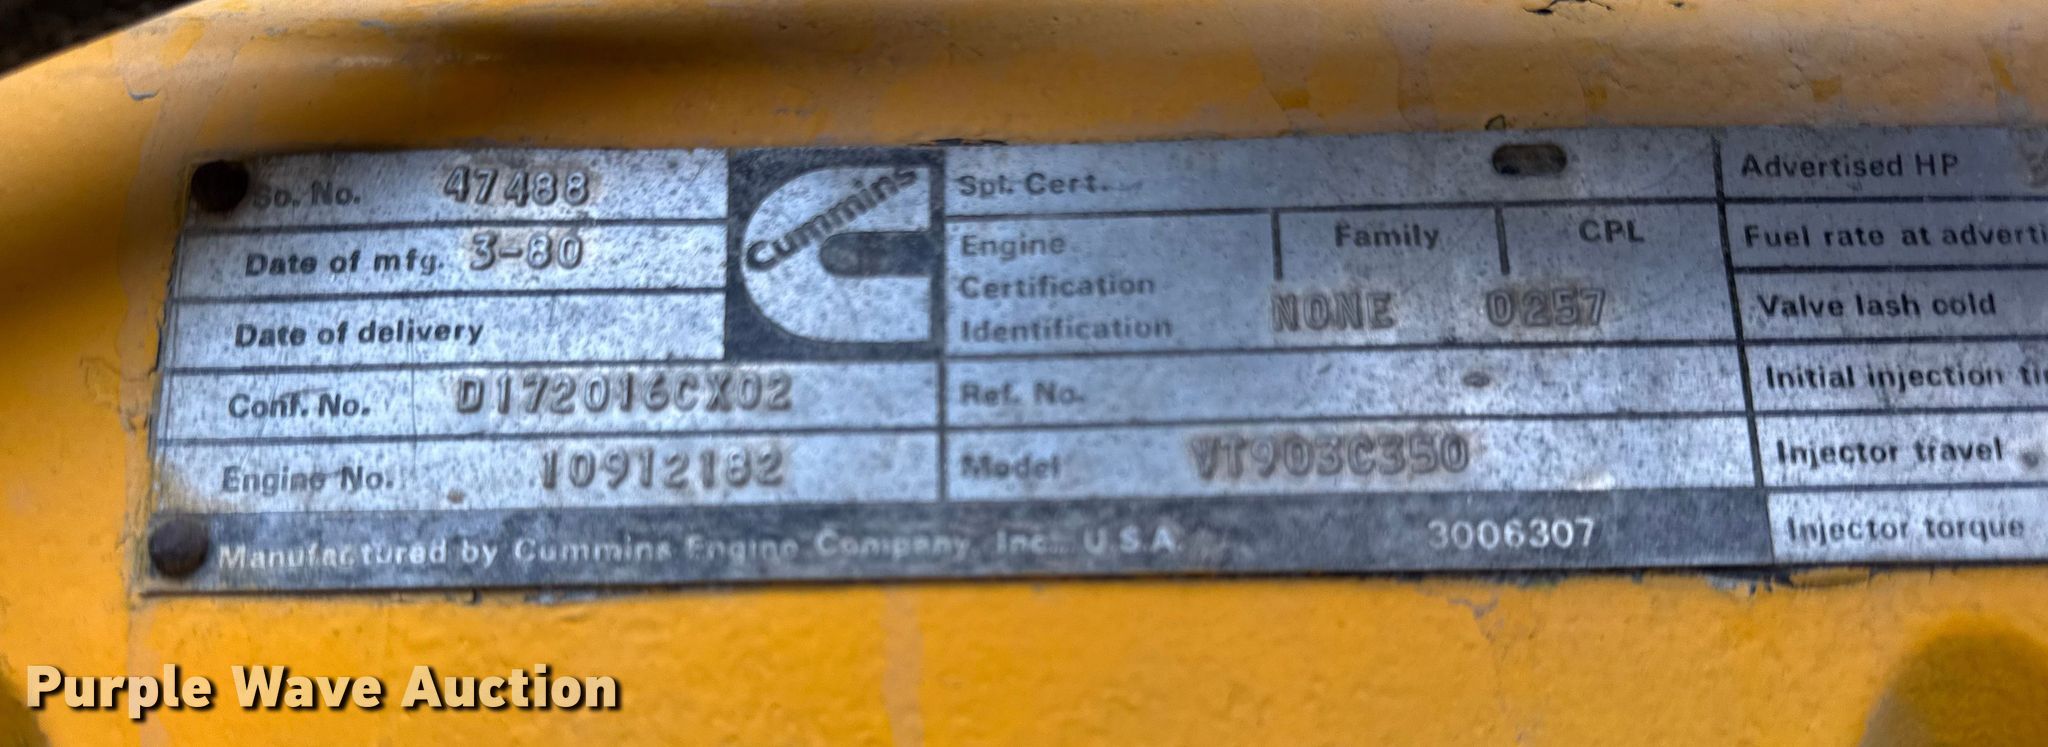 So. No. 47488
Date of mfg. 3-80
Date of delivery
Conf. No. D172016CX02
Engine No. 10912182
Cummins
Spl. Cert.
Engine Certification Identification
Family
NONE
CPL
0257
Ref. No.
Model VT903C350
Manufactured by Cummins Engine Company, Inc. U.S.A. 3006307
Advertised HP
Fuel rate at adverti
Valve lash cold
Initial injection ti
Injector travel
Injector torque
Purple Wave Auction